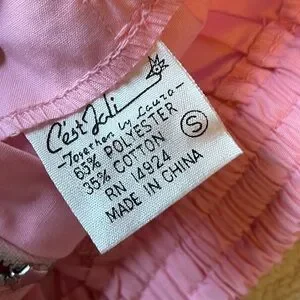 C'est Joli
-Together by Laura-
65% POLYESTER
35% COTTON
RN 14924
MADE IN CHINA
S